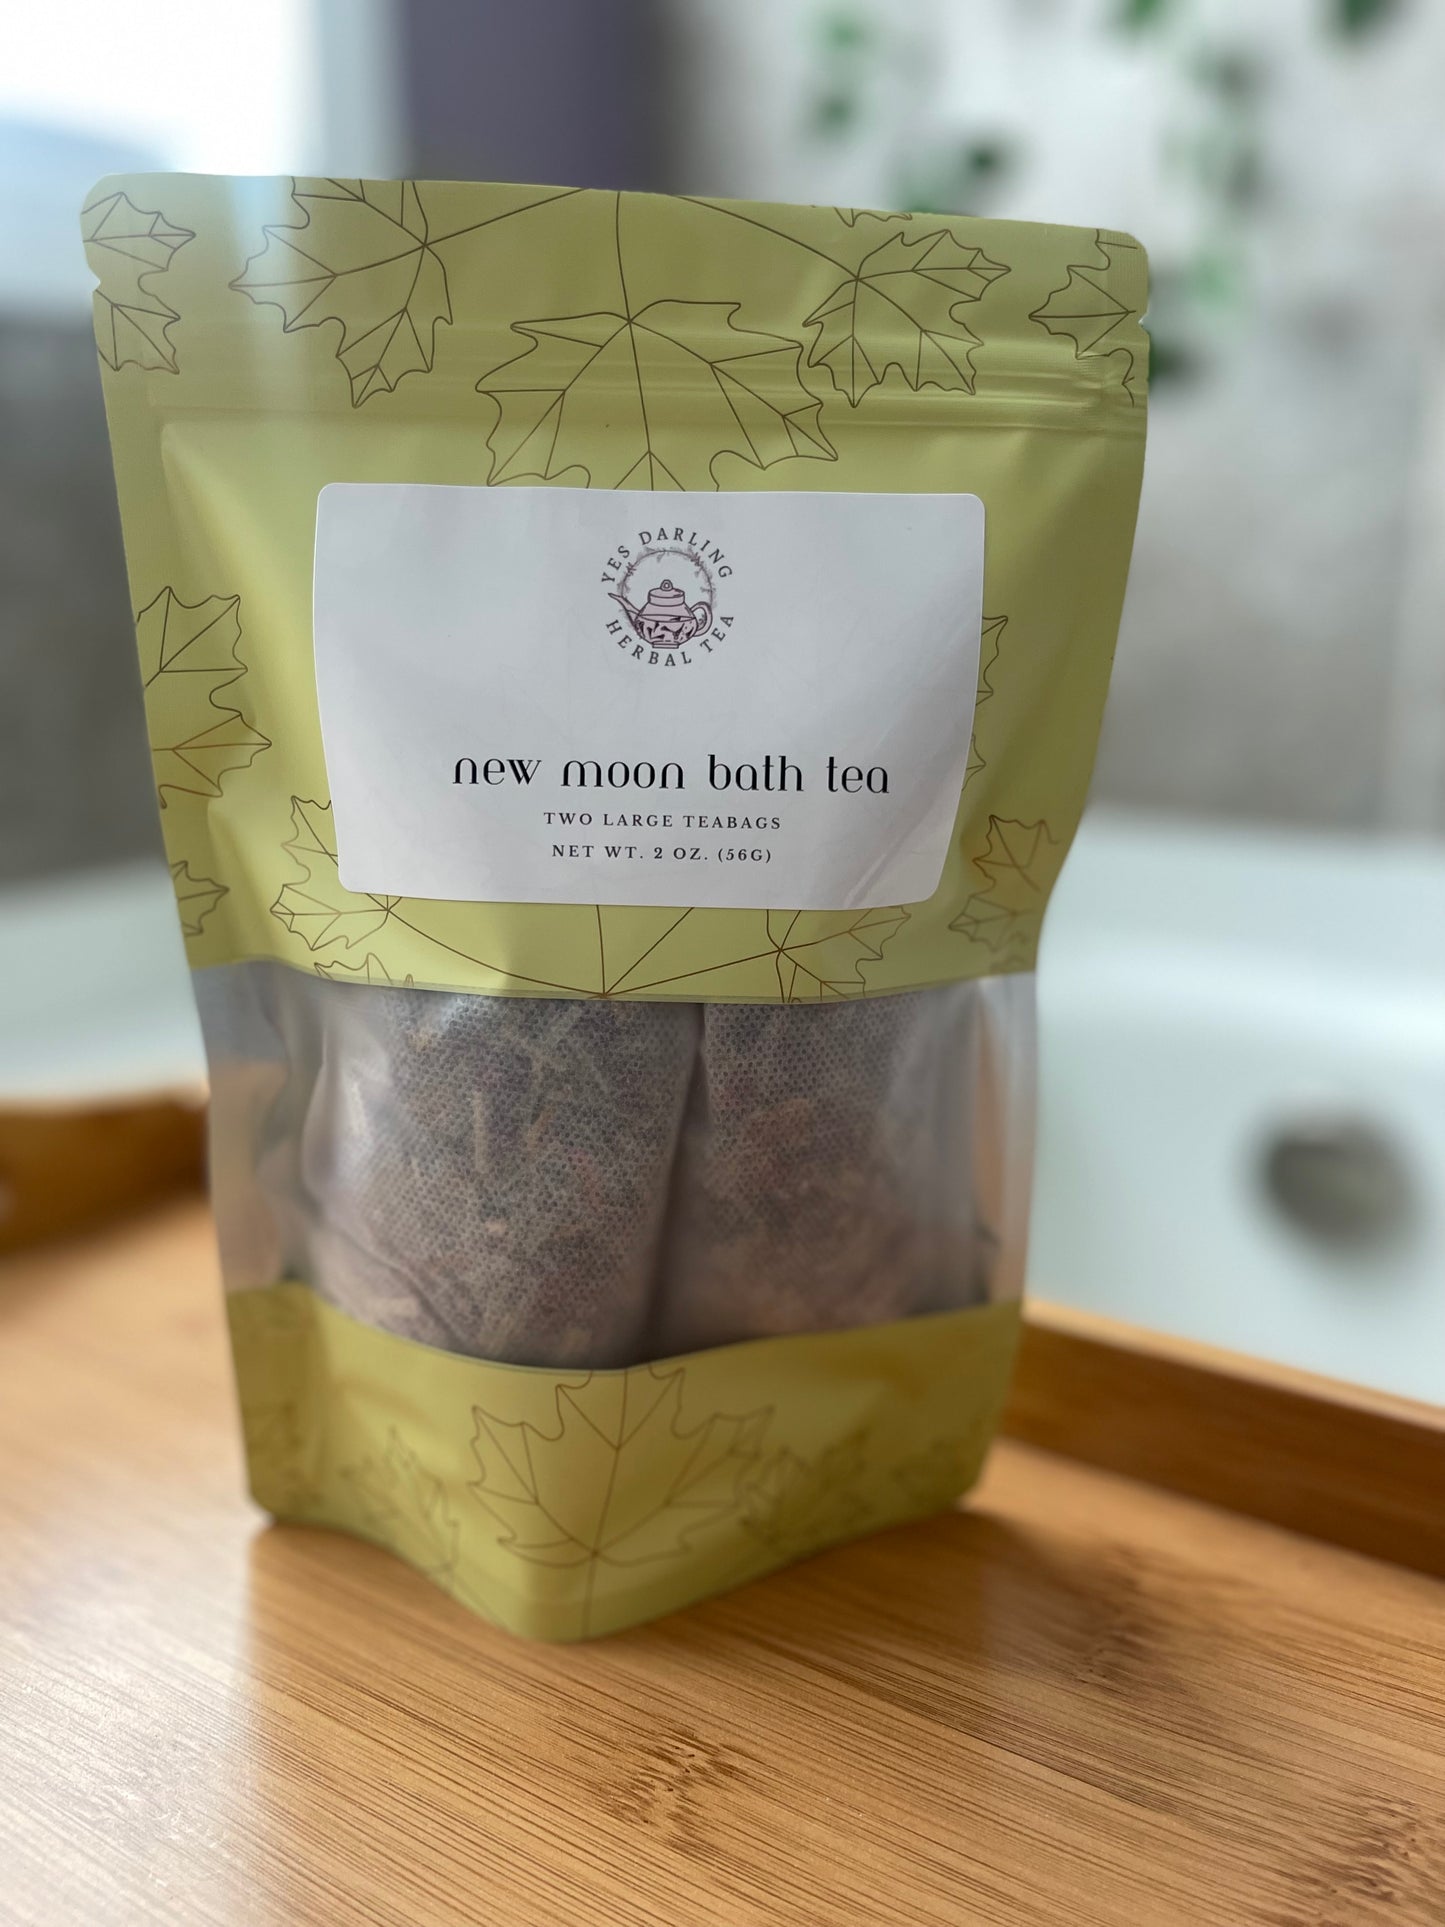 YES DARLING
HERBAL TEA
new moon bath tea
TWO LARGE TEABAGS
NET WT. 2 OZ. (56G)